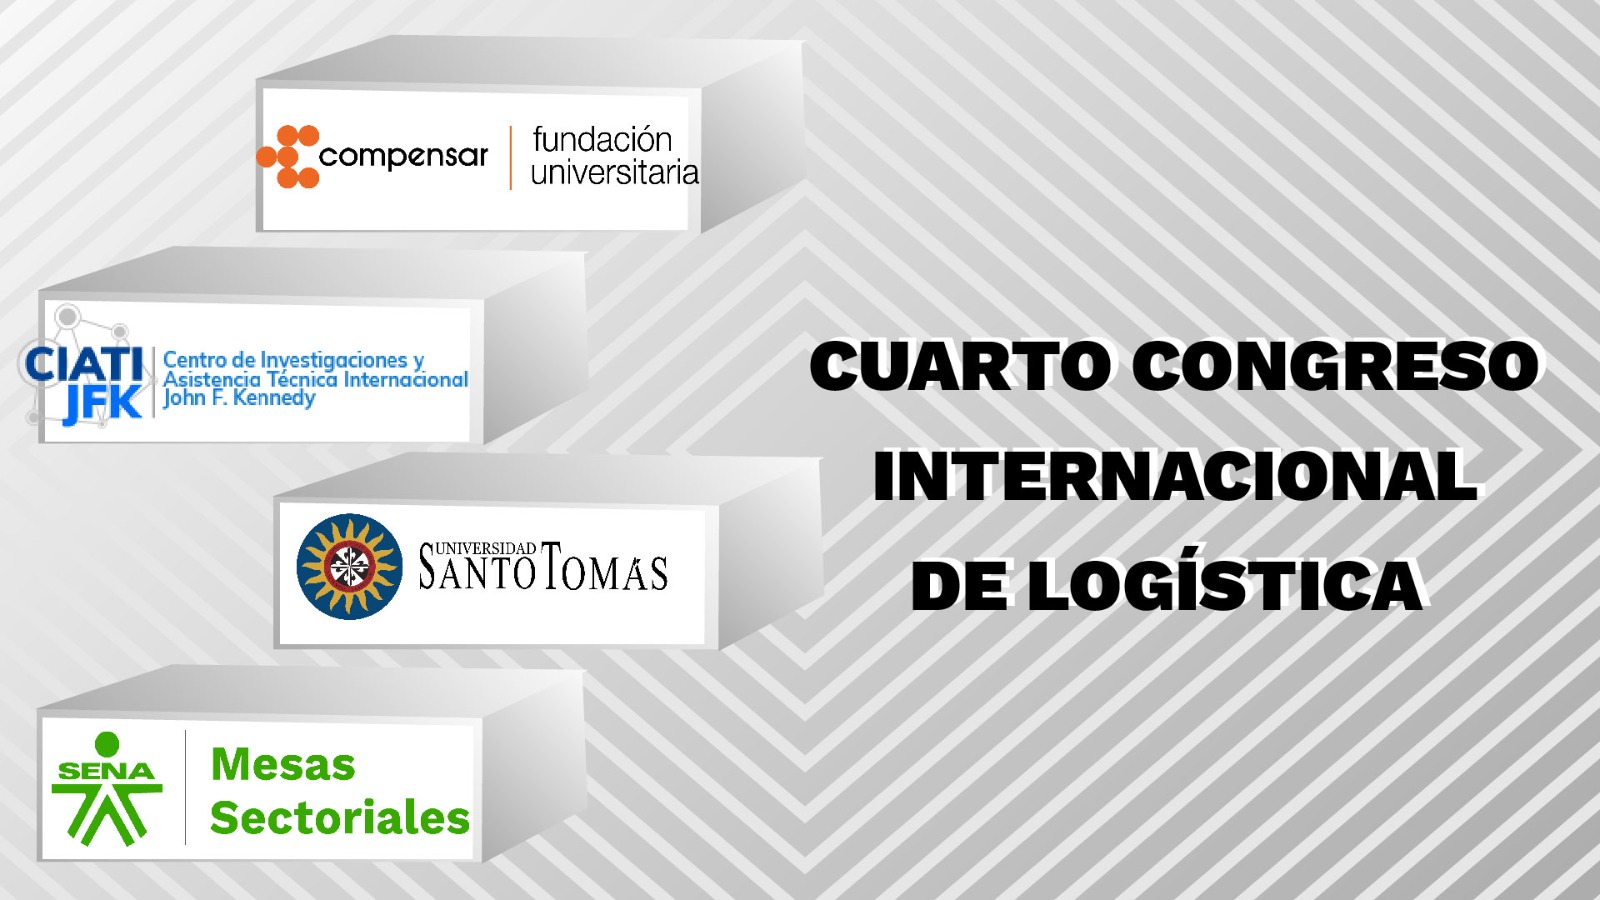 compensar
fundación
universitaria
CIATI
JFK
Centro de Investigaciones y
Asistencia Técnica Internacional
John F. Kennedy
UNIVERSIDAD
SANTO TOMÁS
SENA
Mesas
Sectoriales
CUARTO CONGRESO
INTERNACIONAL
DE LOGÍSTICA